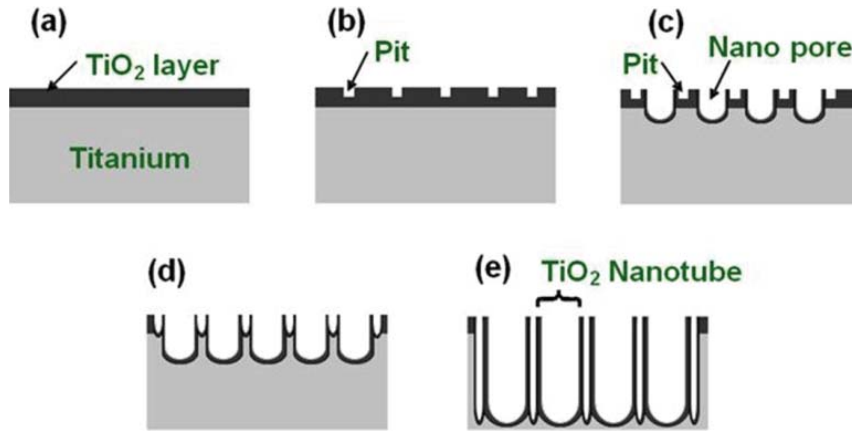 (a)
TiO₂ layer
Titanium
(b)
Pit
(c)
Nano pore
Pit
(d)
(e)
TiO₂ Nanotube